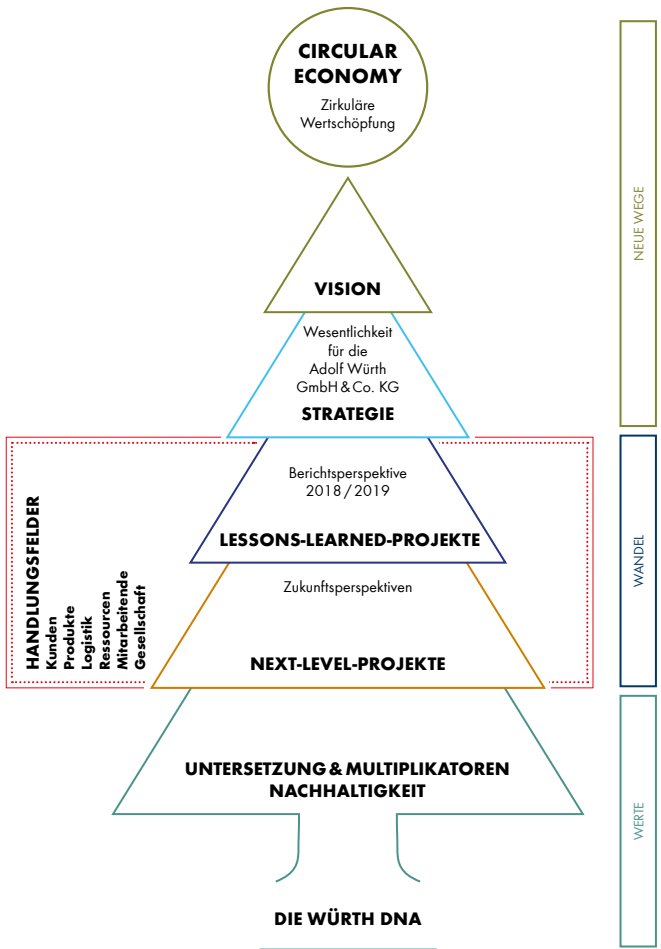 CIRCULAR
ECONOMY
Zirkuläre
Wertschöpfung
VISION
Wesentlichkeit
für die
Adolf Würth
GmbH & Co. KG
STRATEGIE
Berichtsperspektive
2018 / 2019
LESSONS-LEARNED-PROJEKTE
Zukunftsperspektiven
NEXT-LEVEL-PROJEKTE
HANDLUNGSFELDER
Kunden
Produkte
Logistik
Ressourcen
Mitarbeitende
Gesellschaft
UNTERSETZUNG & MULTIPLIKATOREN
NACHHALTIGKEIT
DIE WÜRTH DNA
NEUE WEGE
WANDEL
WERTE